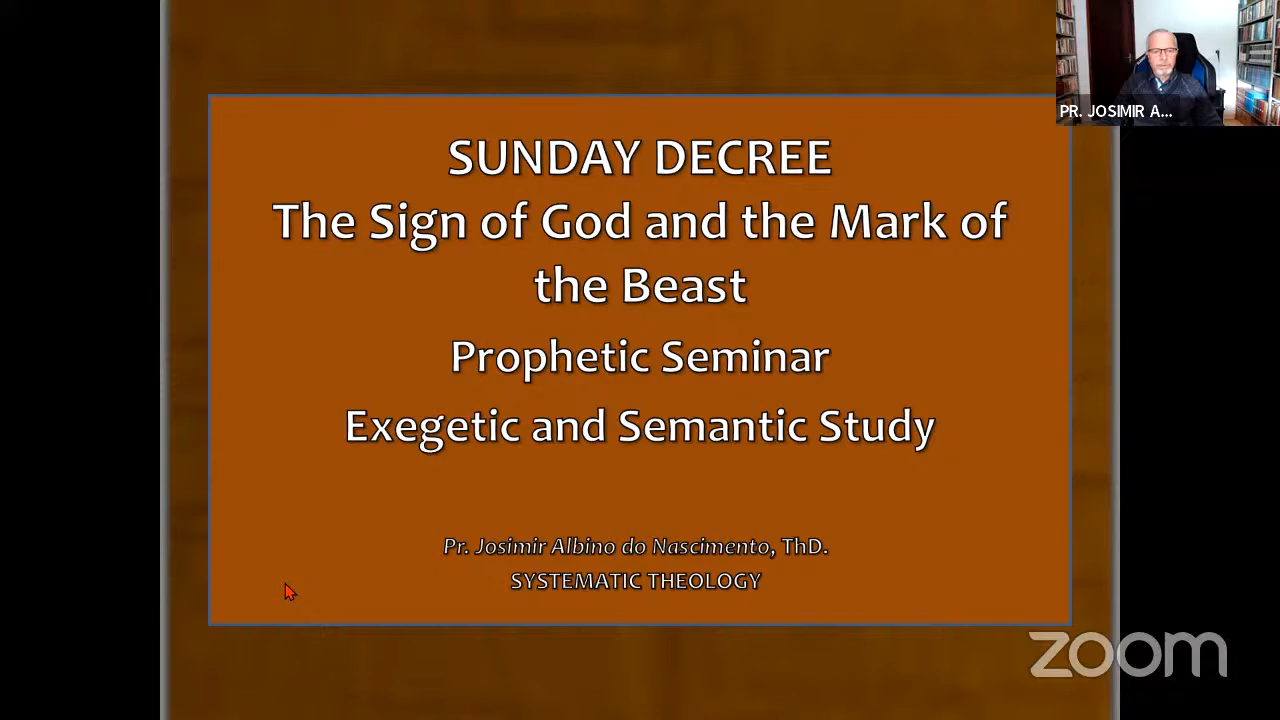 PR. JOSIMIR A...
SUNDAY DECREE
The Sign of God and the Mark of
the Beast
Prophetic Seminar
Exegetic and Semantic Study
Pr. Josimir Albino do Nascimento, ThD.
SYSTEMATIC THEOLOGY
zoom